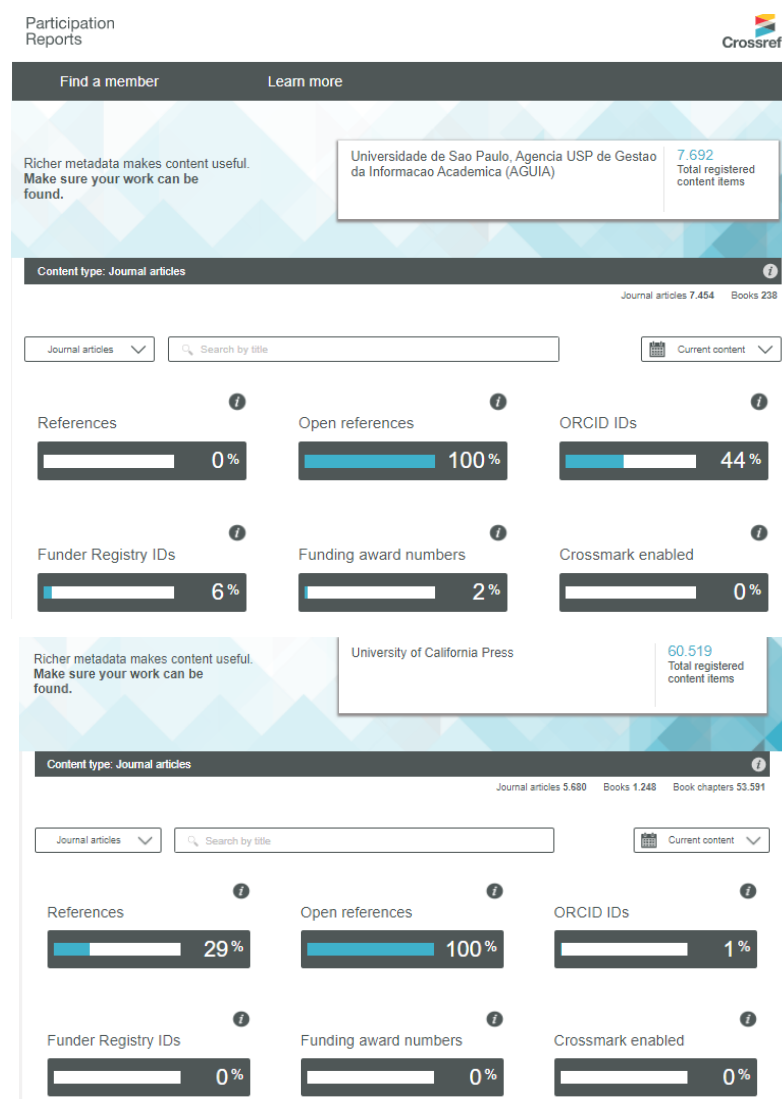 Participation
Reports
Crossref
Find a member
Learn more
Richer metadata makes content useful.
Make sure your work can be
found.
Universidade de Sao Paulo, Agencia USP de Gestao
da Informacao Academica (AGUIA)
7.692
Total registered
content items
Content type: Journal articles
Journal articles 7.454 Books 238
Journal articles
Search by title
Current content
References
Open references
ORCID IDs
0%
100%
44%
Funder Registry IDs
Funding award numbers
Crossmark enabled
6%
2%
0%
Richer metadata makes content useful.
Make sure your work can be
found.
University of California Press
60.519
Total registered
content items
Content type: Journal articles
Journal articles 5.680 Books 1.248 Book chapters 53.591
Journal articles
Search by title
Current content
References
Open references
ORCID IDs
29%
100%
1%
Funder Registry IDs
Funding award numbers
Crossmark enabled
0%
0%
0%